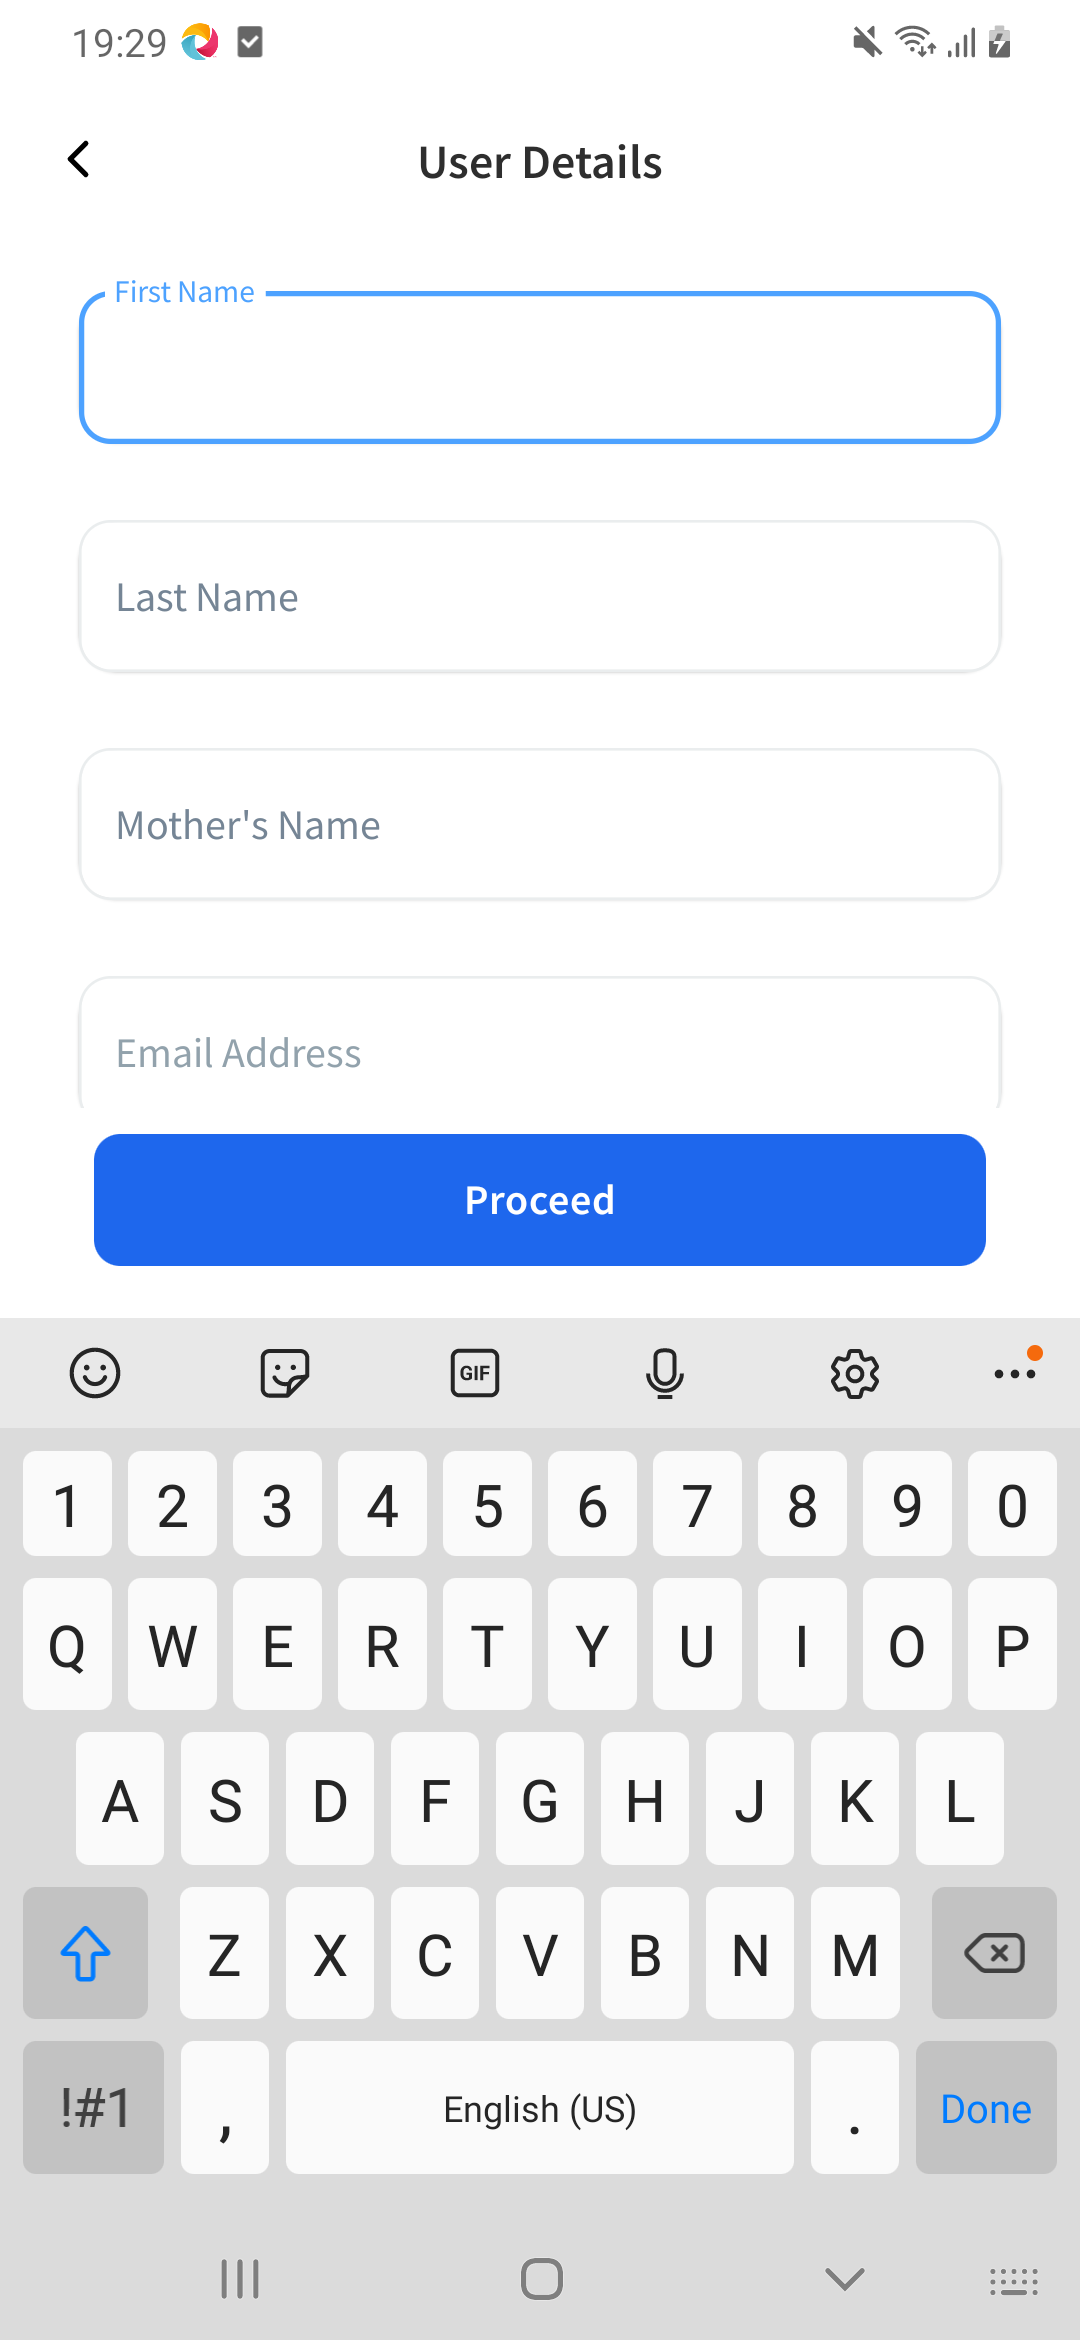 19:29
User Details
First Name
Last Name
Mother's Name
Email Address
Proceed
GIF
1 2 3 4 5 6 7 8 9 0
Q W E R T Y U I O P
A S D F G H J K L
Z X C V B N M
!#1 , English (US) . Done